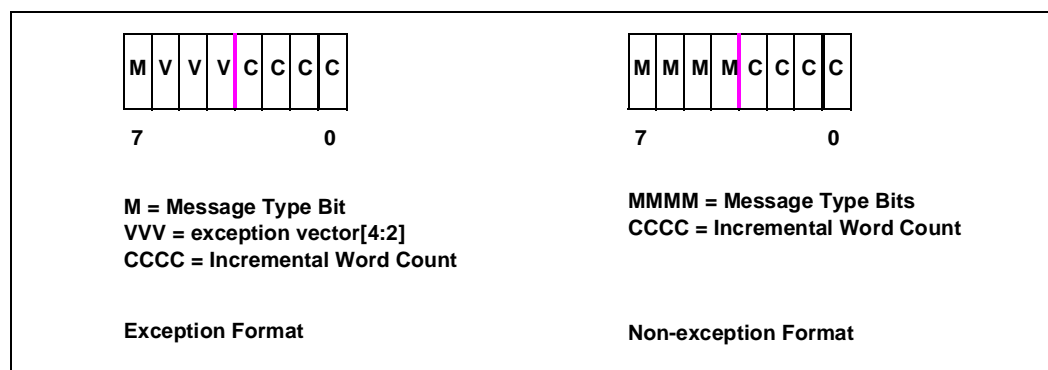 M V V V C C C C
7 0
M = Message Type Bit
VVV = exception vector[4:2]
CCCC = Incremental Word Count
Exception Format
M M M M C C C C
7 0
MMMM = Message Type Bits
CCCC = Incremental Word Count
Non-exception Format